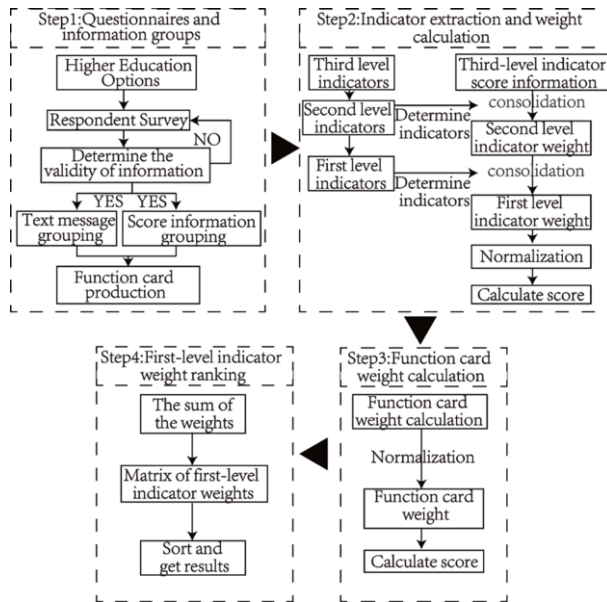 Step1:Questionnaires and
information groups
Higher Education
Options
Respondent Survey
NO
Determine the
validity of information
YES YES
Text message
grouping
Score information
grouping
Function card
production
Step2:Indicator extraction and weight
calculation
Third level
indicators
Second level
indicators
First level
indicators
Determine
indicators
Determine
indicators
Third-level indicator
score information
consolidation
Second level
indicator weight
consolidation
First level
indicator weight
Normalization
Calculate score
Step3:Function card
weight calculation
Function card
weight calculation
Normalization
Function card
weight
Calculate score
Step4:First-level indicator
weight ranking
The sum of
the weights
Matrix of first-level
indicator weights
Sort and
get results